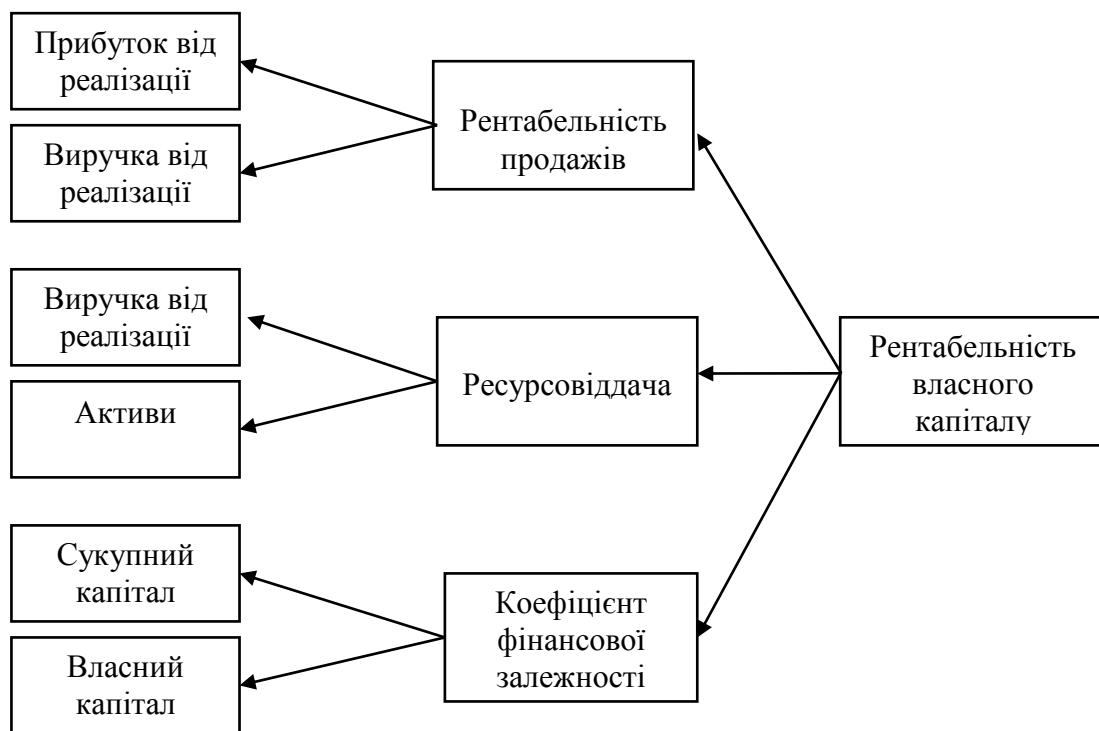 Прибуток від
реалізації
Виручка від
реалізації
Рентабельність
продажів
Виручка від
реалізації
Активи
Ресурсовіддача
Рентабельність
власного
капіталу
Сукупний
капітал
Власний
капітал
Коефіцієнт
фінансової
залежності